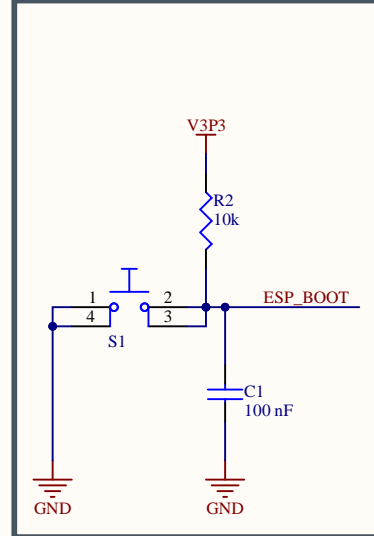 V3P3
R2
10k
1 2 ESP_BOOT
4 3
S1
C1
100 nF
GND GND